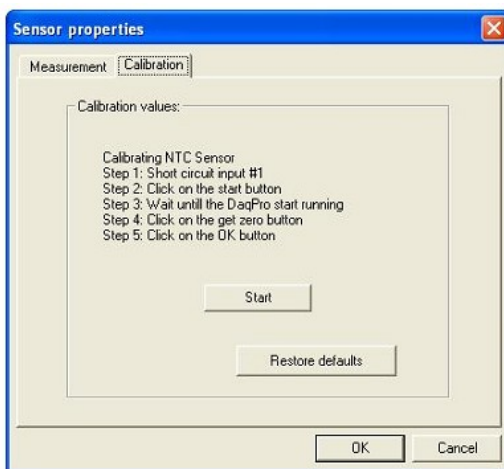 Sensor properties
Measurement Calibration
Calibration values:
Calibrating NTC Sensor
Step 1: Short circuit input #1
Step 2: Click on the start button
Step 3: Wait untill the DaqPro start running
Step 4: Click on the get zero button
Step 5: Click on the OK button
Start
Restore defaults
OK Cancel